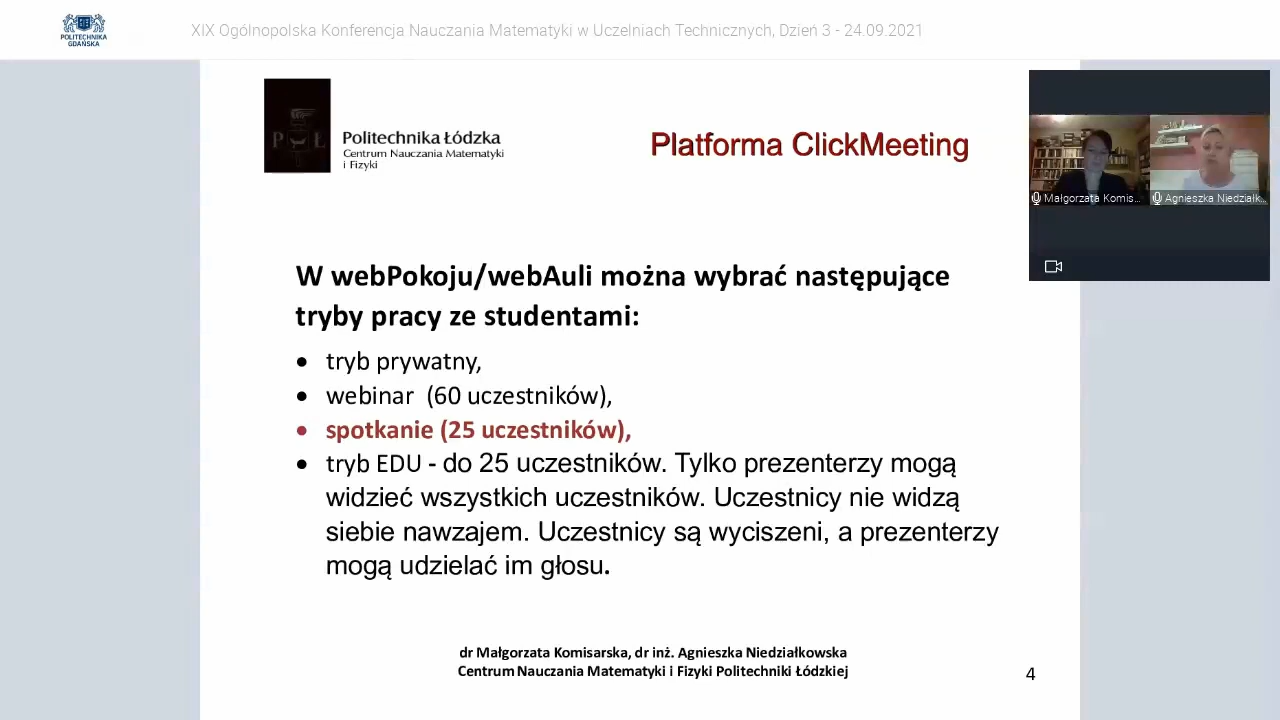 POLITECHNIKA
GDAŃSKA
XIX Ogólnopolska Konferencja Nauczania Matematyki w Uczelniach Technicznych, Dzień 3 - 24.09.2021
P Ł
Politechnika Łódzka
Centrum Nauczania Matematyki
i Fizyki
Platforma ClickMeeting
Małgorzata Komis...
Agnieszka Niedziałk...
W webPokoju/webAuli można wybrać następujące
tryby pracy ze studentami:
• tryb prywatny,
• webinar (60 uczestników),
• spotkanie (25 uczestników),
• tryb EDU - do 25 uczestników. Tylko prezenterzy mogą
widzieć wszystkich uczestników. Uczestnicy nie widzą
siebie nawzajem. Uczestnicy są wyciszeni, a prezenterzy
mogą udzielać im głosu.
dr Małgorzata Komisarska, dr inż. Agnieszka Niedziałkowska
Centrum Nauczania Matematyki i Fizyki Politechniki Łódzkiej
4